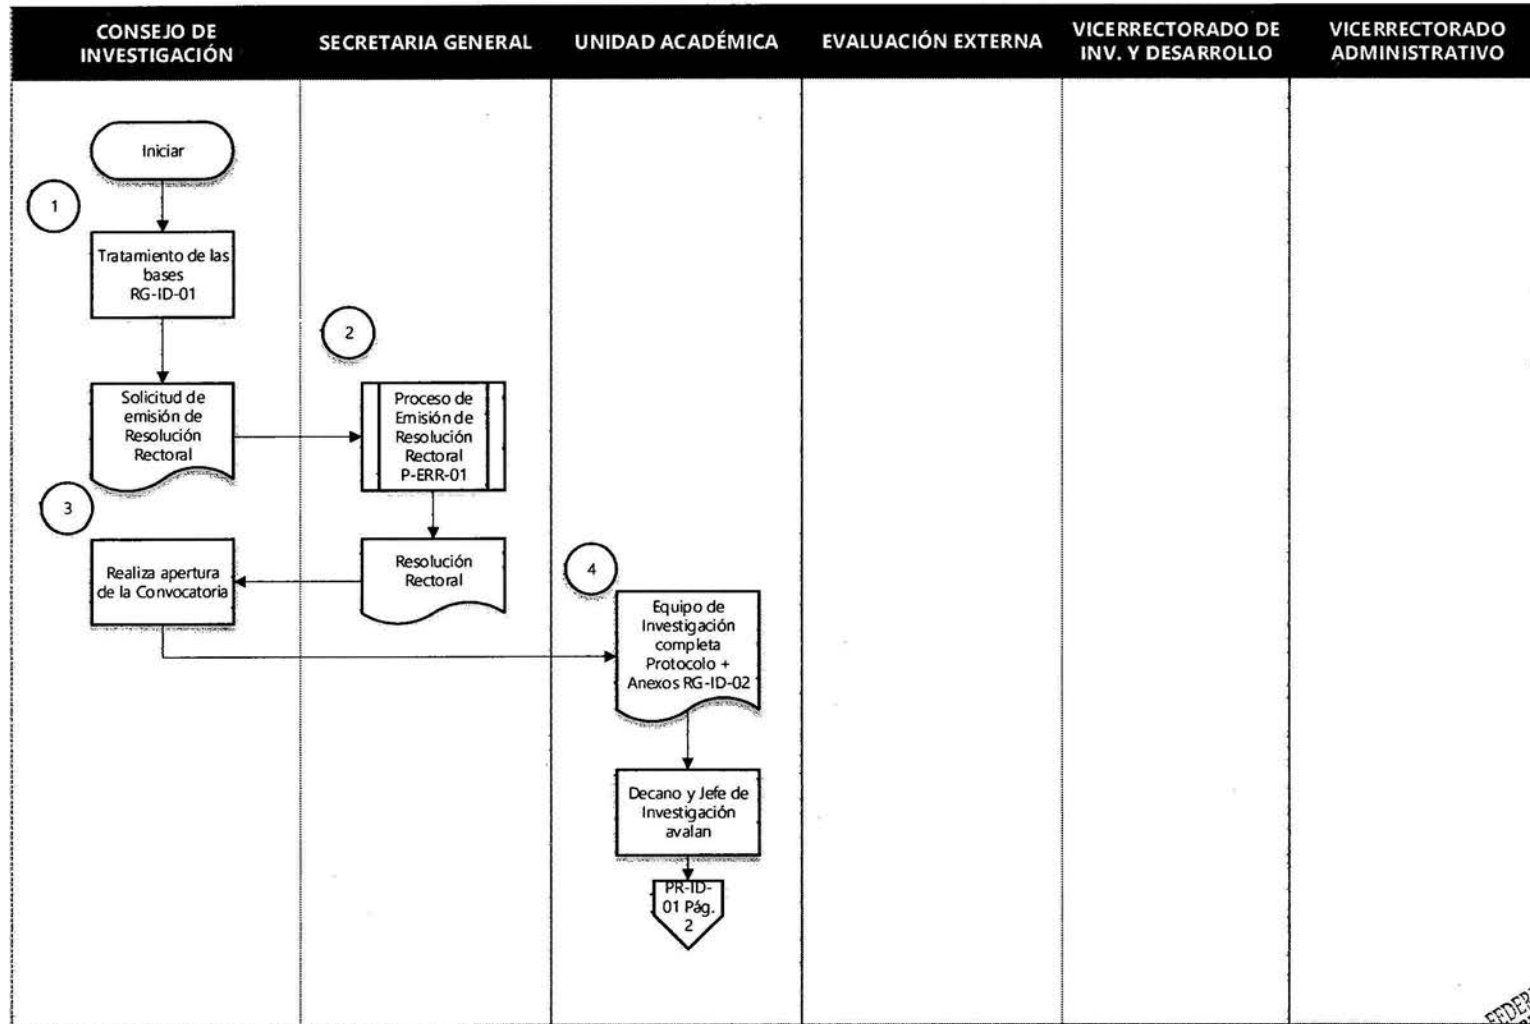 CONSEJO DE
INVESTIGACIÓN
SECRETARIA GENERAL
UNIDAD ACADÉMICA
EVALUACIÓN EXTERNA
VICERRECTORADO DE
INV. Y DESARROLLO
VICERRECTORADO
ADMINISTRATIVO
Iniciar
1
Tratamiento de las
bases
RG-ID-01
2
Solicitud de
emisión de
Resolución
Rectoral
Proceso de
Emisión de
Resolución
Rectoral
P-ERR-01
3
Realiza apertura
de la Convocatoria
Resolución
Rectoral
4
Equipo de
Investigación
completa
Protocolo +
Anexos RG-ID-02
Decano y Jefe de
Investigación
avalan
PR-ID-
01 Pág.
2